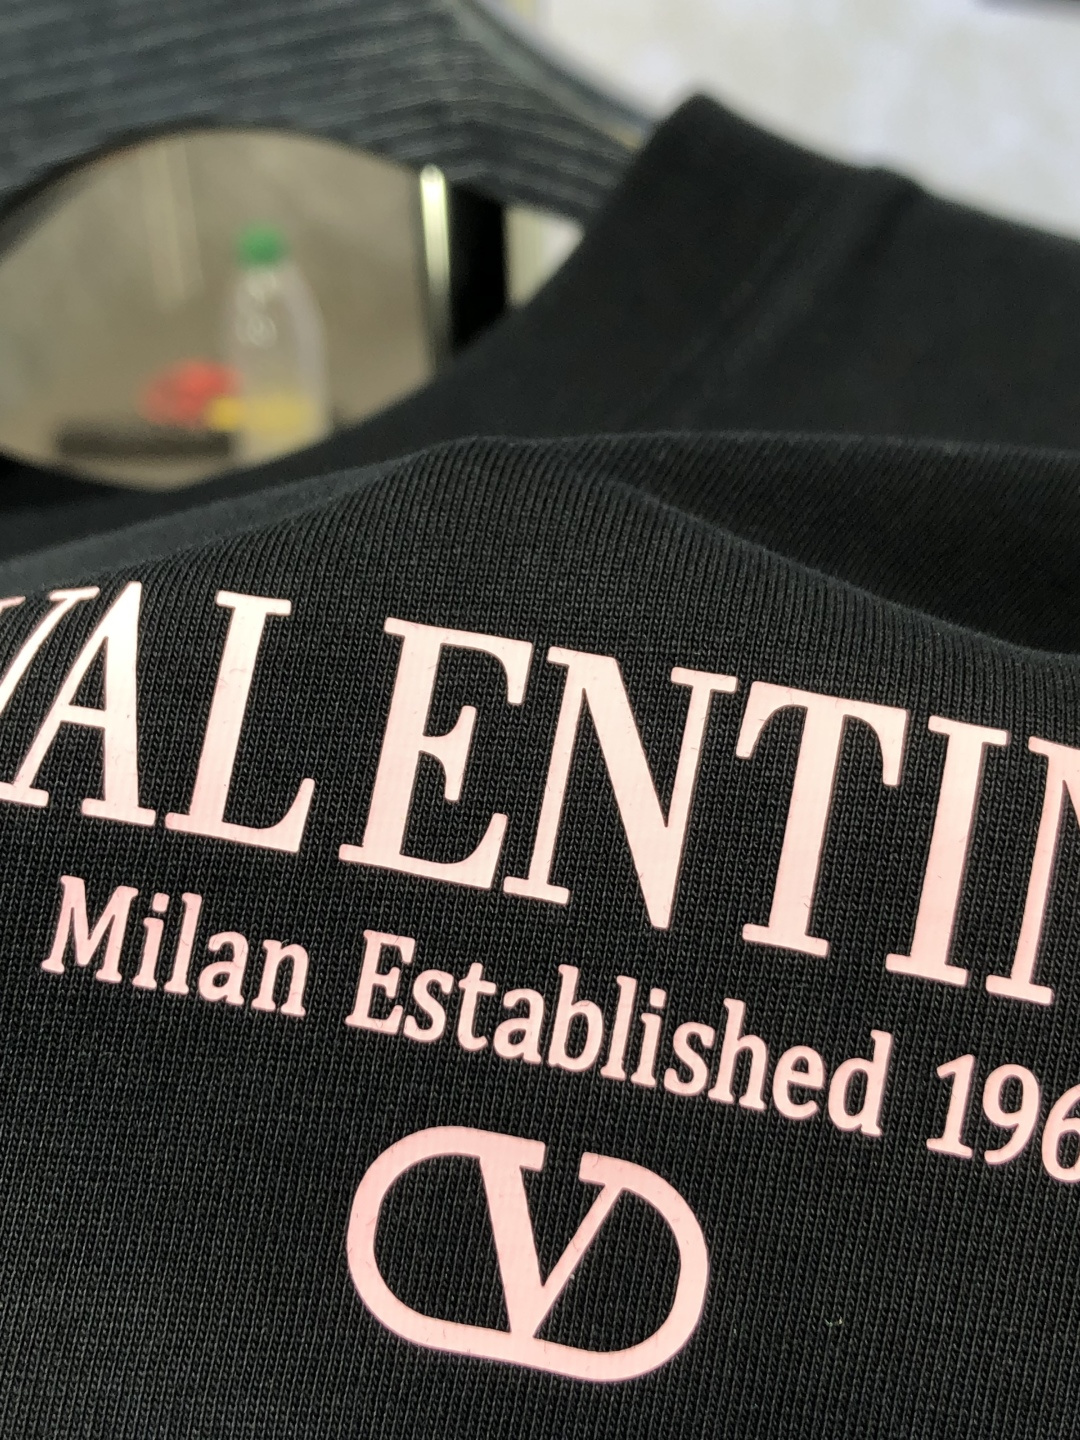 VALENTIN
Milan Established 196
V